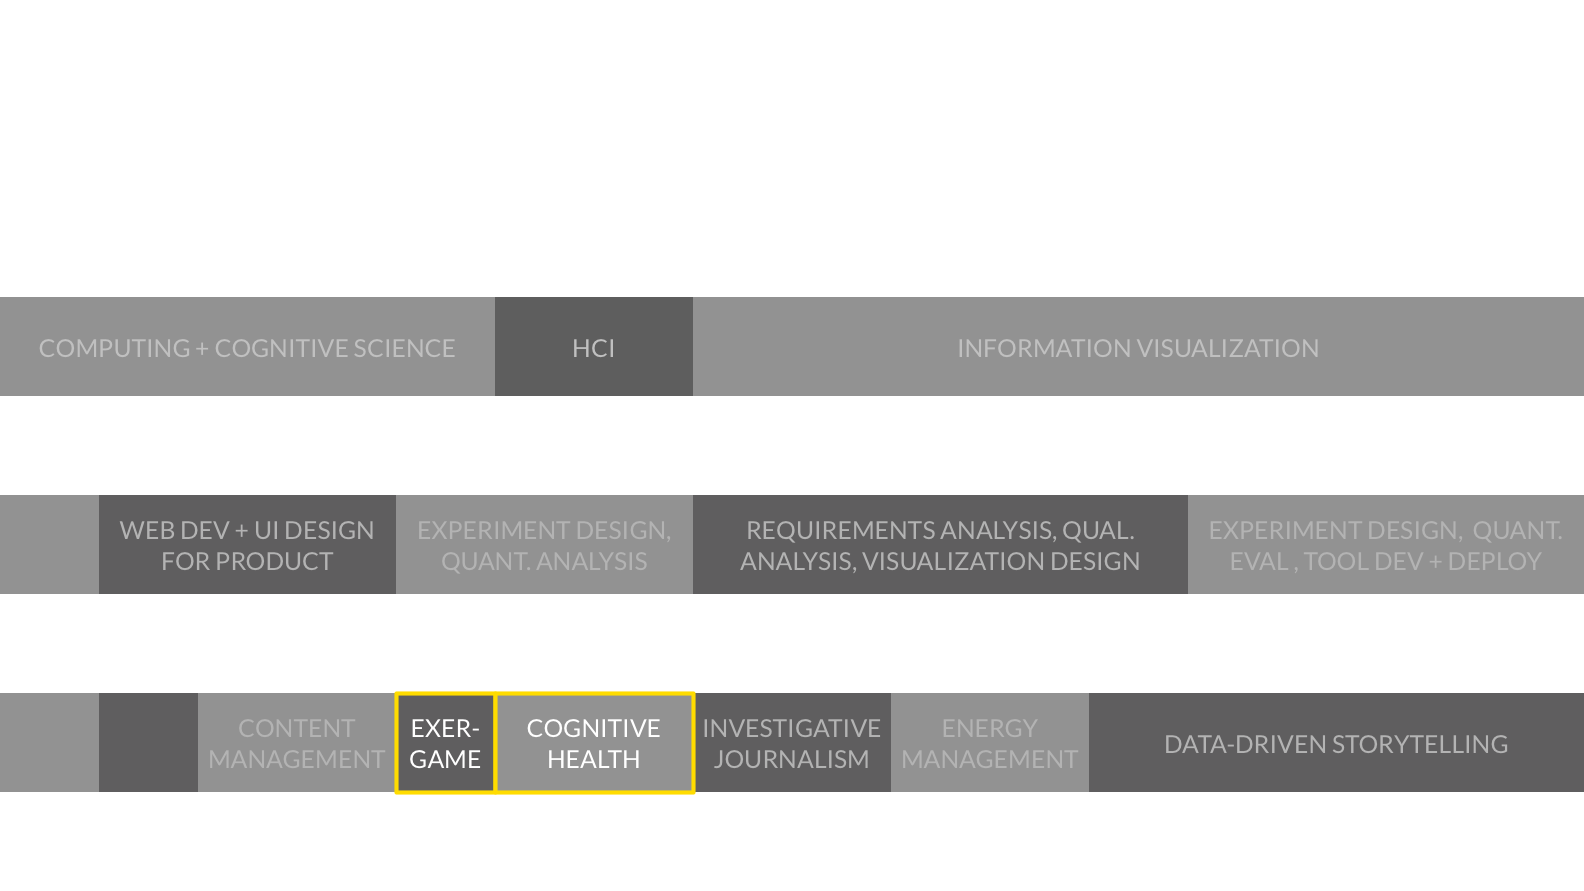 COMPUTING + COGNITIVE SCIENCE
HCI
INFORMATION VISUALIZATION
WEB DEV + UI DESIGN
FOR PRODUCT
EXPERIMENT DESIGN,
QUANT. ANALYSIS
REQUIREMENTS ANALYSIS, QUAL.
ANALYSIS, VISUALIZATION DESIGN
EXPERIMENT DESIGN, QUANT.
EVAL , TOOL DEV + DEPLOY
CONTENT
MANAGEMENT
EXER-
GAME
COGNITIVE
HEALTH
INVESTIGATIVE
JOURNALISM
ENERGY
MANAGEMENT
DATA-DRIVEN STORYTELLING